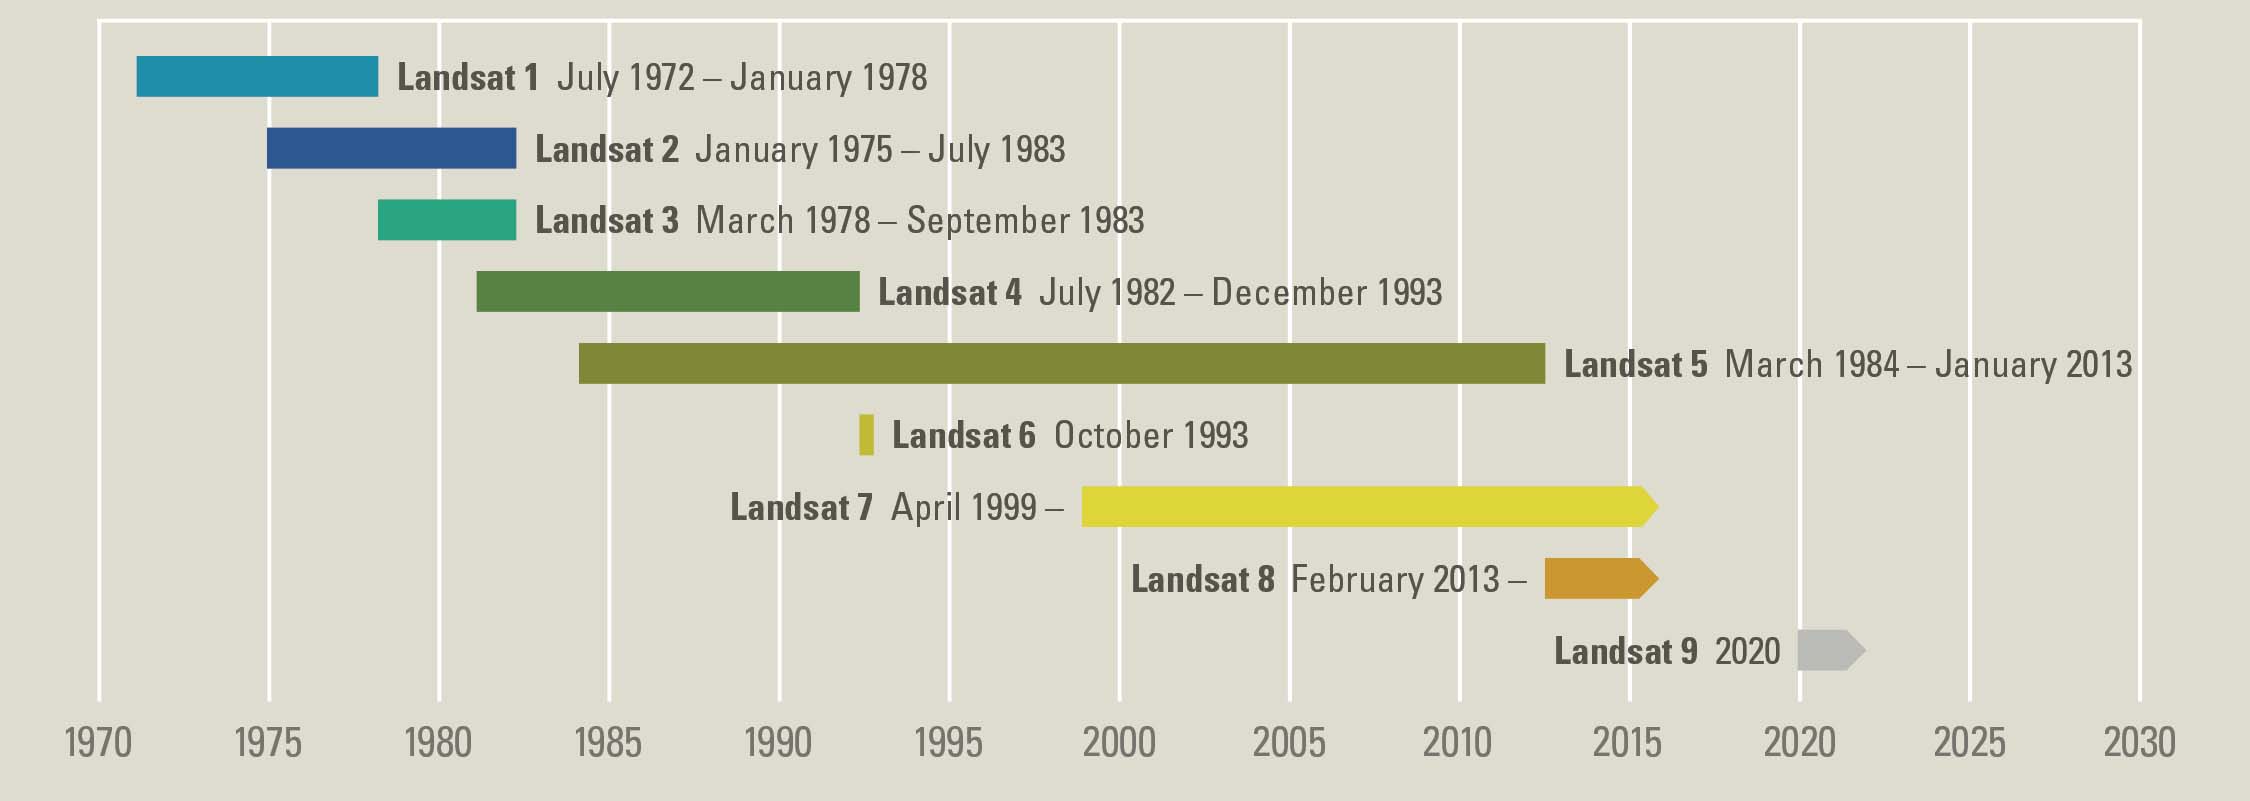 Landsat 1 July 1972 – January 1978
Landsat 2 January 1975 – July 1983
Landsat 3 March 1978 – September 1983
Landsat 4 July 1982 – December 1993
Landsat 5 March 1984 – January 2013
Landsat 6 October 1993
Landsat 7 April 1999 –
Landsat 8 February 2013 –
Landsat 9 2020
1970 1975 1980 1985 1990 1995 2000 2005 2010 2015 2020 2025 2030